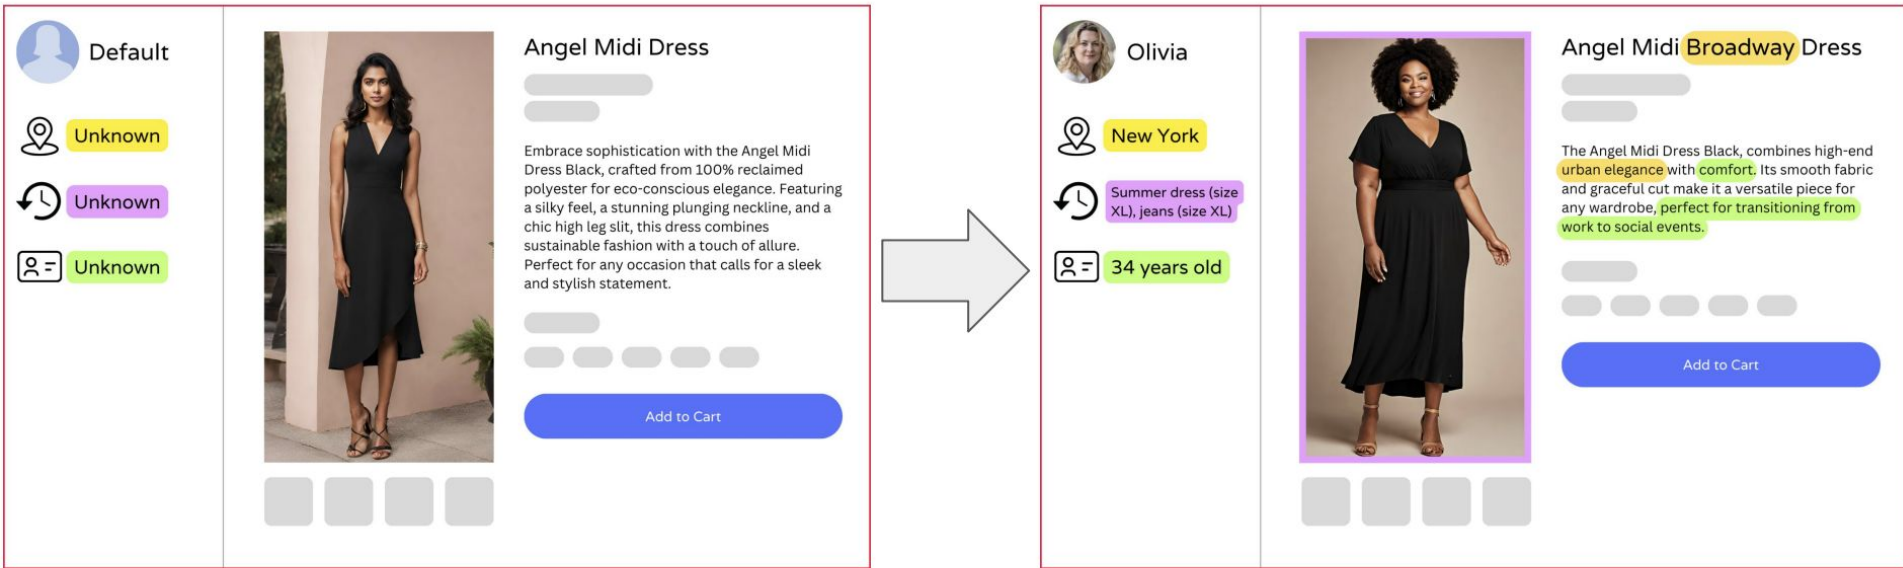 Default
Unknown
Unknown
Unknown
Angel Midi Dress
Embrace sophistication with the Angel Midi
Dress Black, crafted from 100% reclaimed
polyester for eco-conscious elegance. Featuring
a silky feel, a stunning plunging neckline, and a
chic high leg slit, this dress combines
sustainable fashion with a touch of allure.
Perfect for any occasion that calls for a sleek
and stylish statement.
Add to Cart
Olivia
New York
Summer dress (size
XL), jeans (size XL)
34 years old
Angel Midi Broadway Dress
The Angel Midi Dress Black, combines high-end
urban elegance with comfort. Its smooth fabric
and graceful cut make it a versatile piece for
any wardrobe, perfect for transitioning from
work to social events.
Add to Cart